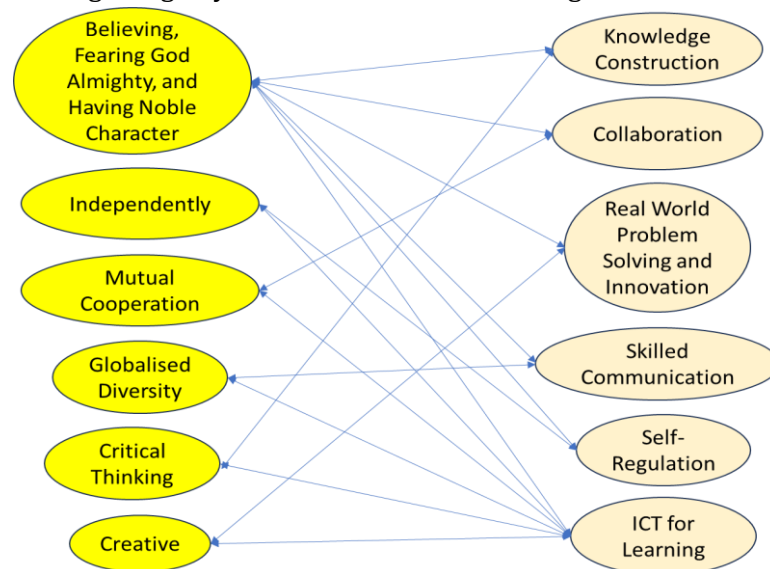 Believing,
Fearing God
Almighty, and
Having Noble
Character
Independently
Mutual
Cooperation
Globalised
Diversity
Critical
Thinking
Creative
Knowledge
Construction
Collaboration
Real World
Problem
Solving and
Innovation
Skilled
Communication
Self-
Regulation
ICT for
Learning